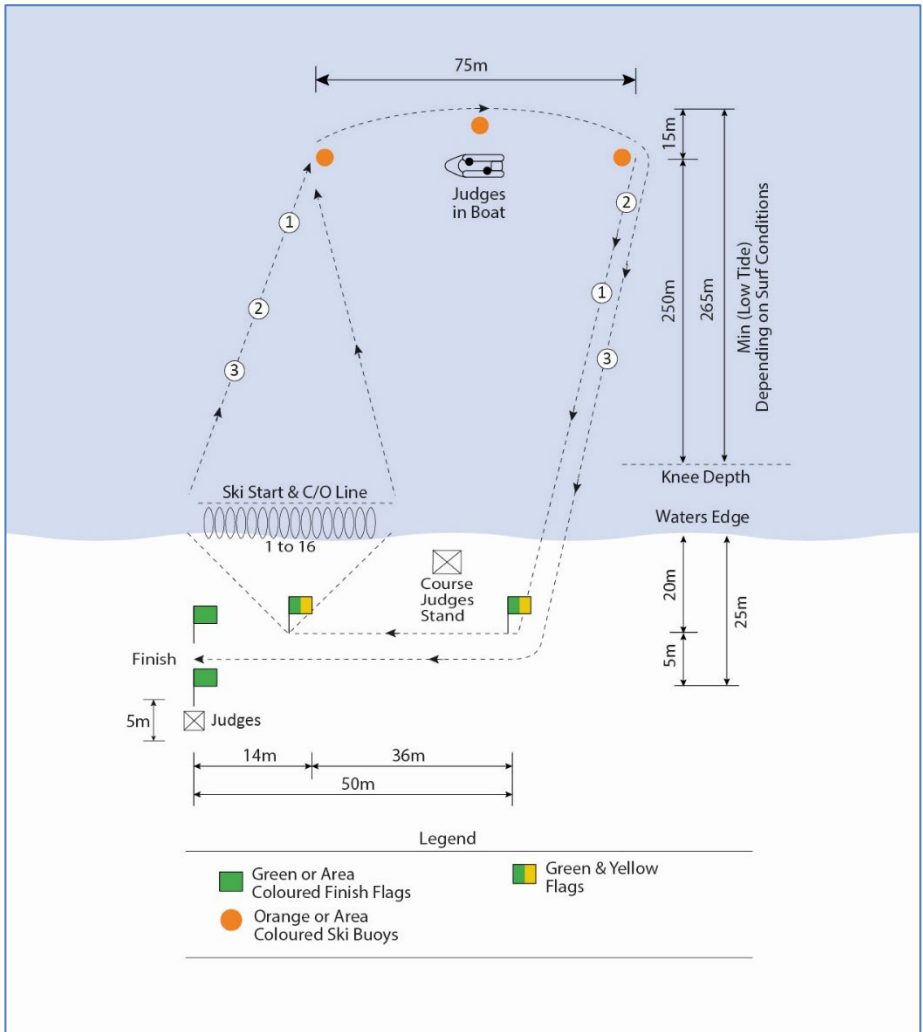 75m
15m
Judges
in Boat
1
2
2
1
3
3
250m
265m
Min (Low Tide)
Depending on Surf Conditions
Knee Depth
Ski Start & C/O Line
Waters Edge
1 to 16
Course
Judges
Stand
20m
25m
Finish
5m
5m
Judges
14m
36m
50m
Legend
Green or Area
Coloured Finish Flags
Green & Yellow
Flags
Orange or Area
Coloured Ski Buoys